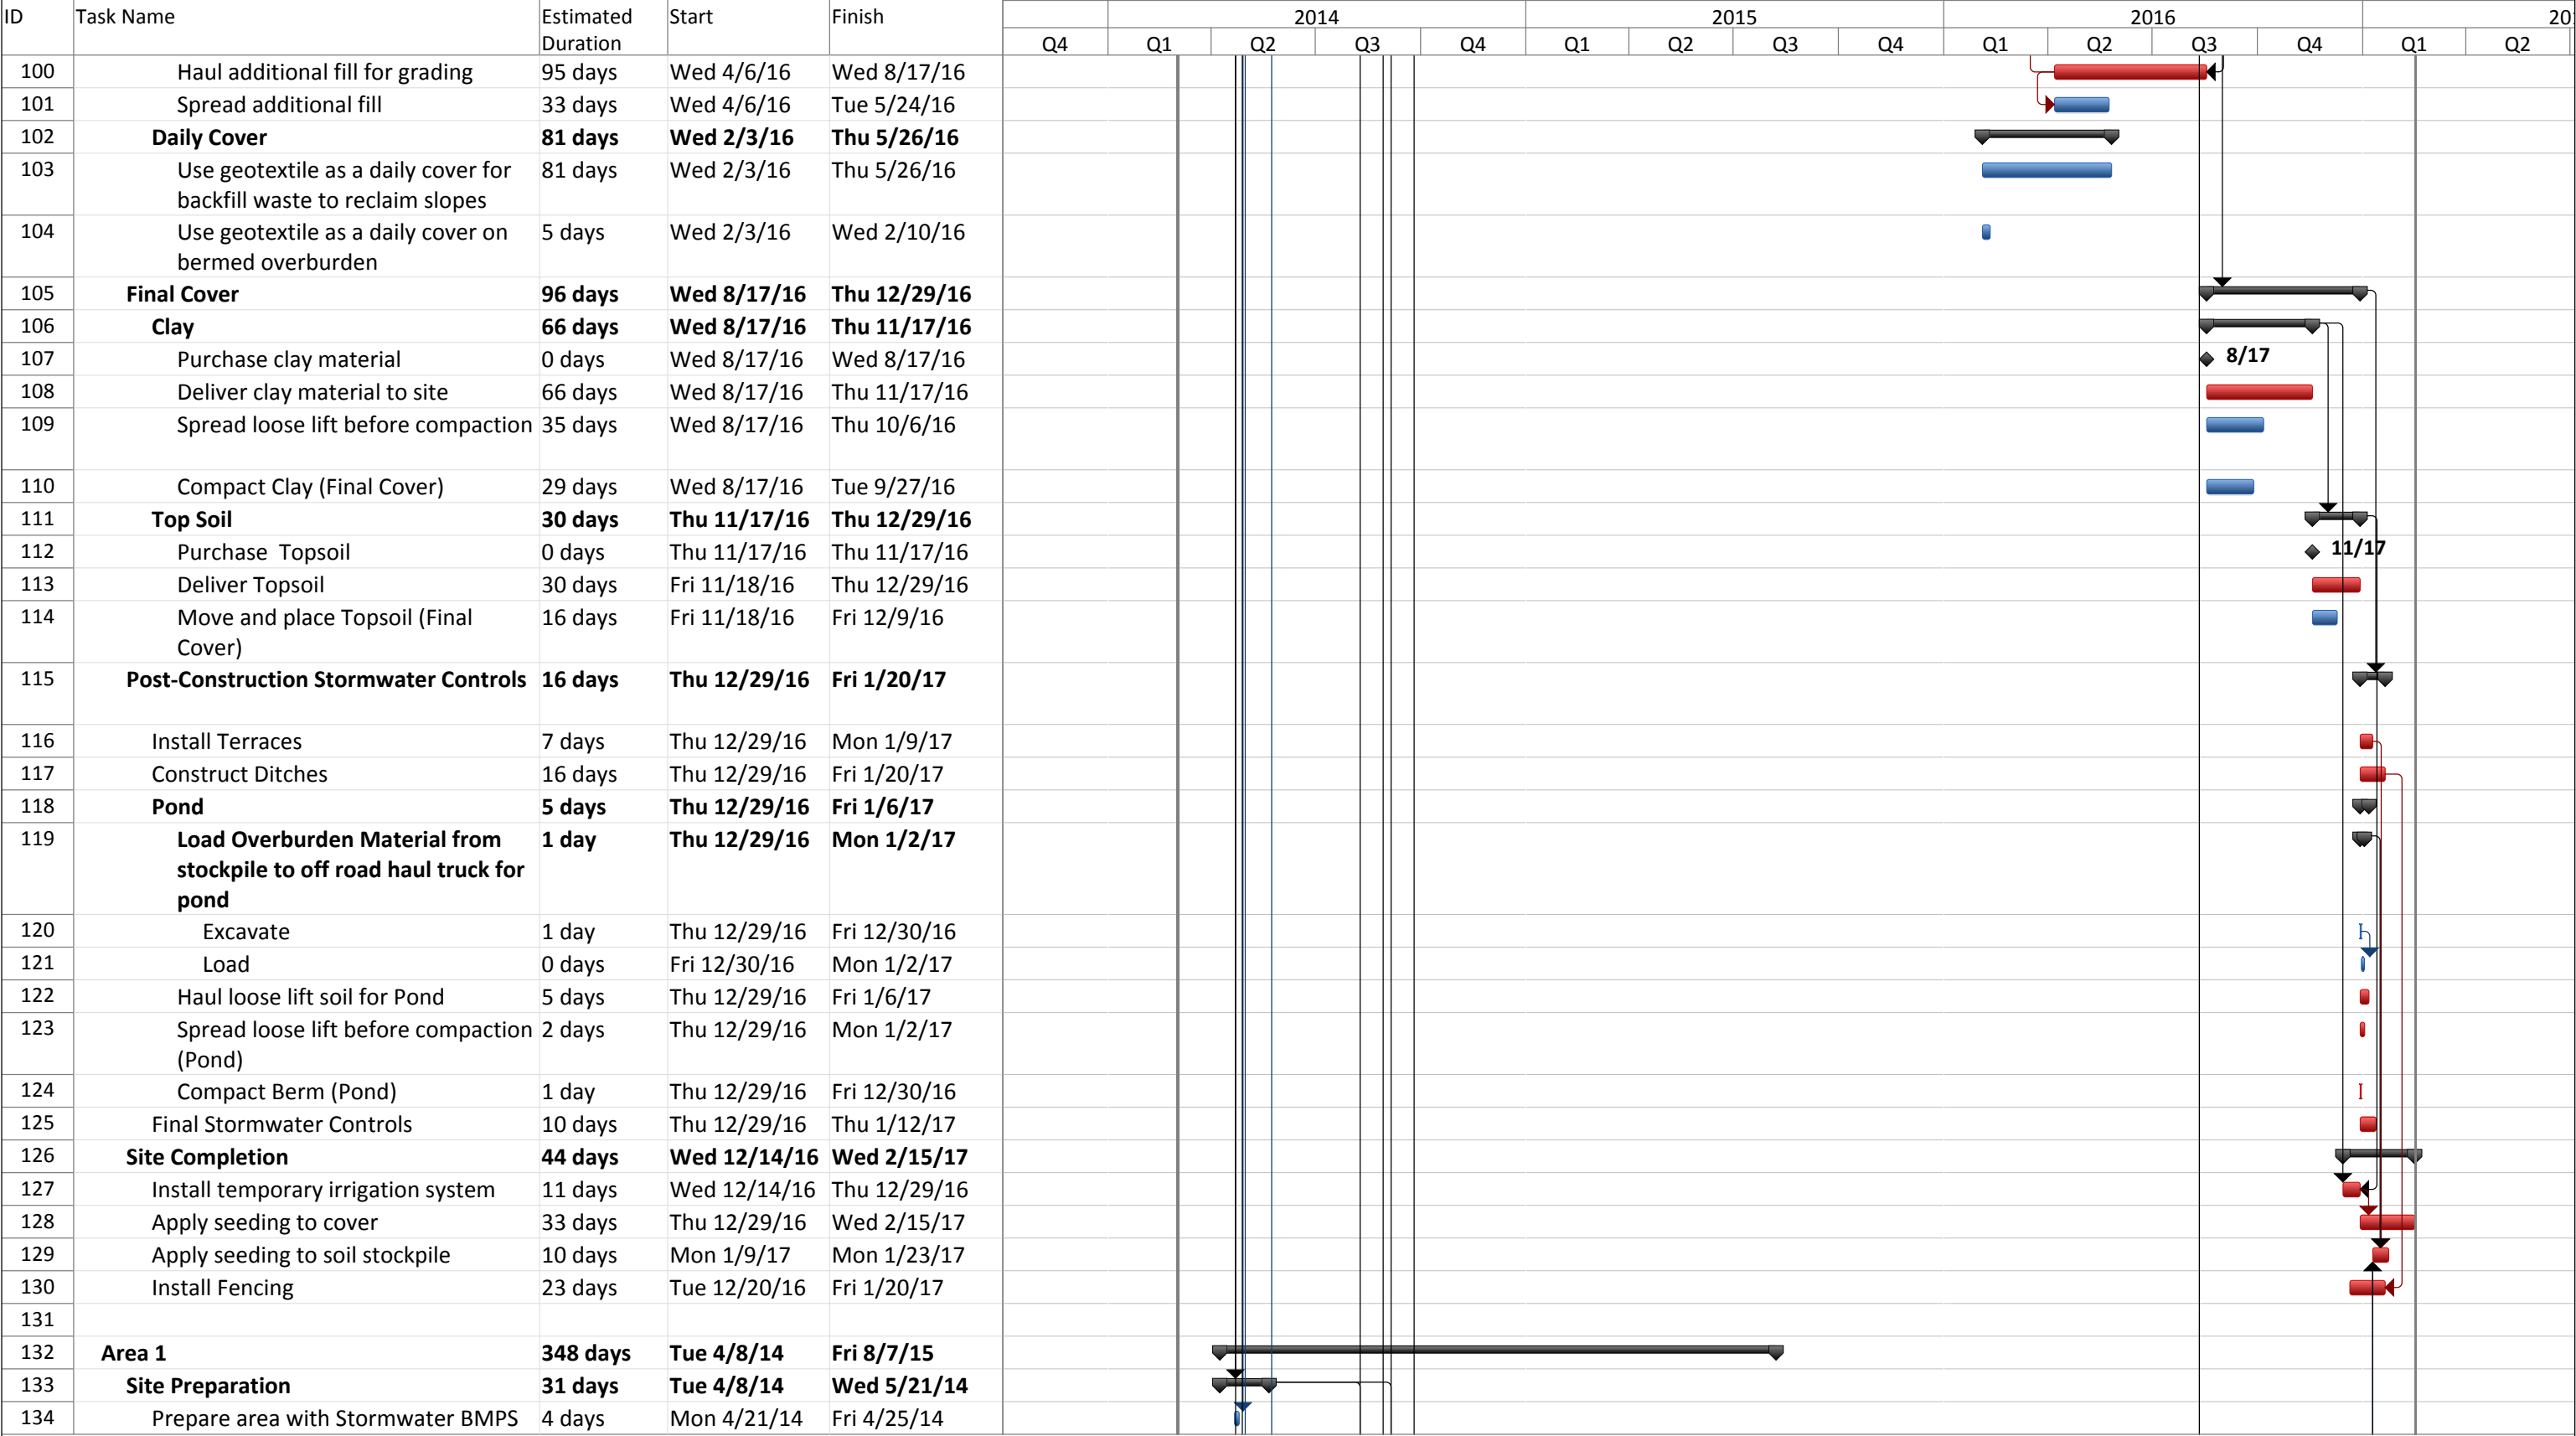 ID Task Name Estimated Duration Start Finish 2014 2015 2016 20
Q4 Q1 Q2 Q3 Q4 Q1 Q2 Q3 Q4 Q1 Q2 Q3 Q4 Q1 Q2
100 Haul additional fill for grading 95 days Wed 4/6/16 Wed 8/17/16
101 Spread additional fill 33 days Wed 4/6/16 Tue 5/24/16
102 Daily Cover 81 days Wed 2/3/16 Thu 5/26/16
103 Use geotextile as a daily cover for 81 days Wed 2/3/16 Thu 5/26/16
backfill waste to reclaim slopes
104 Use geotextile as a daily cover on 5 days Wed 2/3/16 Wed 2/10/16
bermed overburden
105 Final Cover 96 days Wed 8/17/16 Thu 12/29/16
106 Clay 66 days Wed 8/17/16 Thu 11/17/16
107 Purchase clay material 0 days Wed 8/17/16 Wed 8/17/16 8/17
108 Deliver clay material to site 66 days Wed 8/17/16 Thu 11/17/16
109 Spread loose lift before compaction 35 days Wed 8/17/16 Thu 10/6/16
110 Compact Clay (Final Cover) 29 days Wed 8/17/16 Tue 9/27/16
111 Top Soil 30 days Thu 11/17/16 Thu 12/29/16
112 Purchase Topsoil 0 days Thu 11/17/16 Thu 11/17/16 11/17
113 Deliver Topsoil 30 days Fri 11/18/16 Thu 12/29/16
114 Move and place Topsoil (Final 16 days Fri 11/18/16 Fri 12/9/16
Cover)
115 Post-Construction Stormwater Controls 16 days Thu 12/29/16 Fri 1/20/17
116 Install Terraces 7 days Thu 12/29/16 Mon 1/9/17
117 Construct Ditches 16 days Thu 12/29/16 Fri 1/20/17
118 Pond 5 days Thu 12/29/16 Fri 1/6/17
119 Load Overburden Material from 1 day Thu 12/29/16 Mon 1/2/17
stockpile to off road haul truck for
pond
120 Excavate 1 day Thu 12/29/16 Fri 12/30/16
121 Load 0 days Fri 12/30/16 Mon 1/2/17
122 Haul loose lift soil for Pond 5 days Thu 12/29/16 Fri 1/6/17
123 Spread loose lift before compaction 2 days Thu 12/29/16 Mon 1/2/17
(Pond)
124 Compact Berm (Pond) 1 day Thu 12/29/16 Fri 12/30/16
125 Final Stormwater Controls 10 days Thu 12/29/16 Thu 1/12/17
126 Site Completion 44 days Wed 12/14/16 Wed 2/15/17
127 Install temporary irrigation system 11 days Wed 12/14/16 Thu 12/29/16
128 Apply seeding to cover 33 days Thu 12/29/16 Wed 2/15/17
129 Apply seeding to soil stockpile 10 days Mon 1/9/17 Mon 1/23/17
130 Install Fencing 23 days Tue 12/20/16 Fri 1/20/17
131
132 Area 1 348 days Tue 4/8/14 Fri 8/7/15
133 Site Preparation 31 days Tue 4/8/14 Wed 5/21/14
134 Prepare area with Stormwater BMPS 4 days Mon 4/21/14 Fri 4/25/14